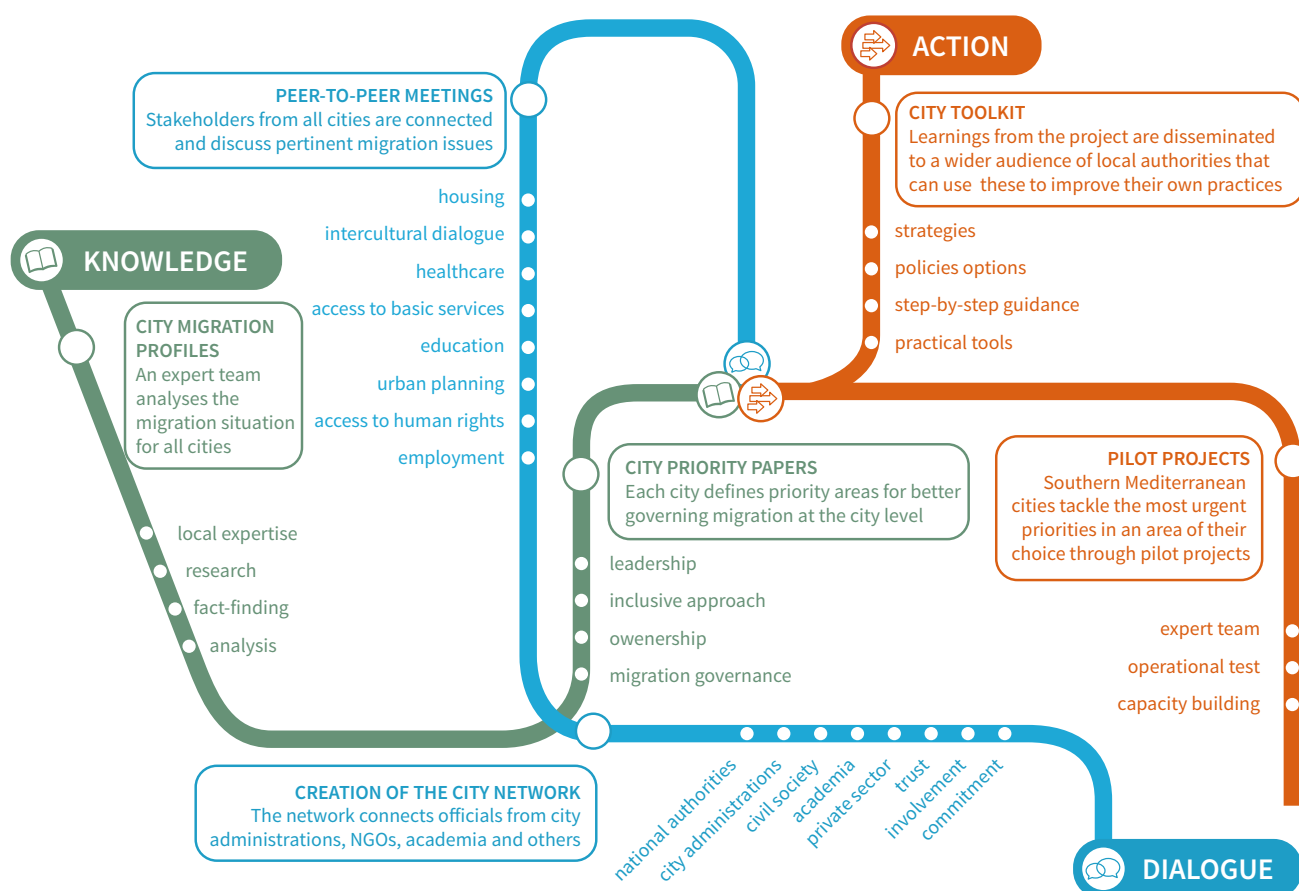 ACTION
PEER-TO-PEER MEETINGS
Stakeholders from all cities are connected
and discuss pertinent migration issues
CITY TOOLKIT
Learnings from the project are disseminated
to a wider audience of local authorities that
can use these to improve their own practices
housing
intercultural dialogue
healthcare
access to basic services
education
urban planning
access to human rights
employment
strategies
policies options
step-by-step guidance
practical tools
KNOWLEDGE
CITY MIGRATION
PROFILES
An expert team
analyses the
migration situation
for all cities
local expertise
research
fact-finding
analysis
CITY PRIORITY PAPERS
Each city defines priority areas for better
governing migration at the city level
leadership
inclusive approach
owenership
migration governance
PILOT PROJECTS
Southern Mediterranean
cities tackle the most urgent
priorities in an area of their
choice through pilot projects
expert team
operational test
capacity building
CREATION OF THE CITY NETWORK
The network connects officials from city
administrations, NGOs, academia and others
national authorities
city administrations
civil society
academia
private sector
trust
involvement
commitment
DIALOGUE